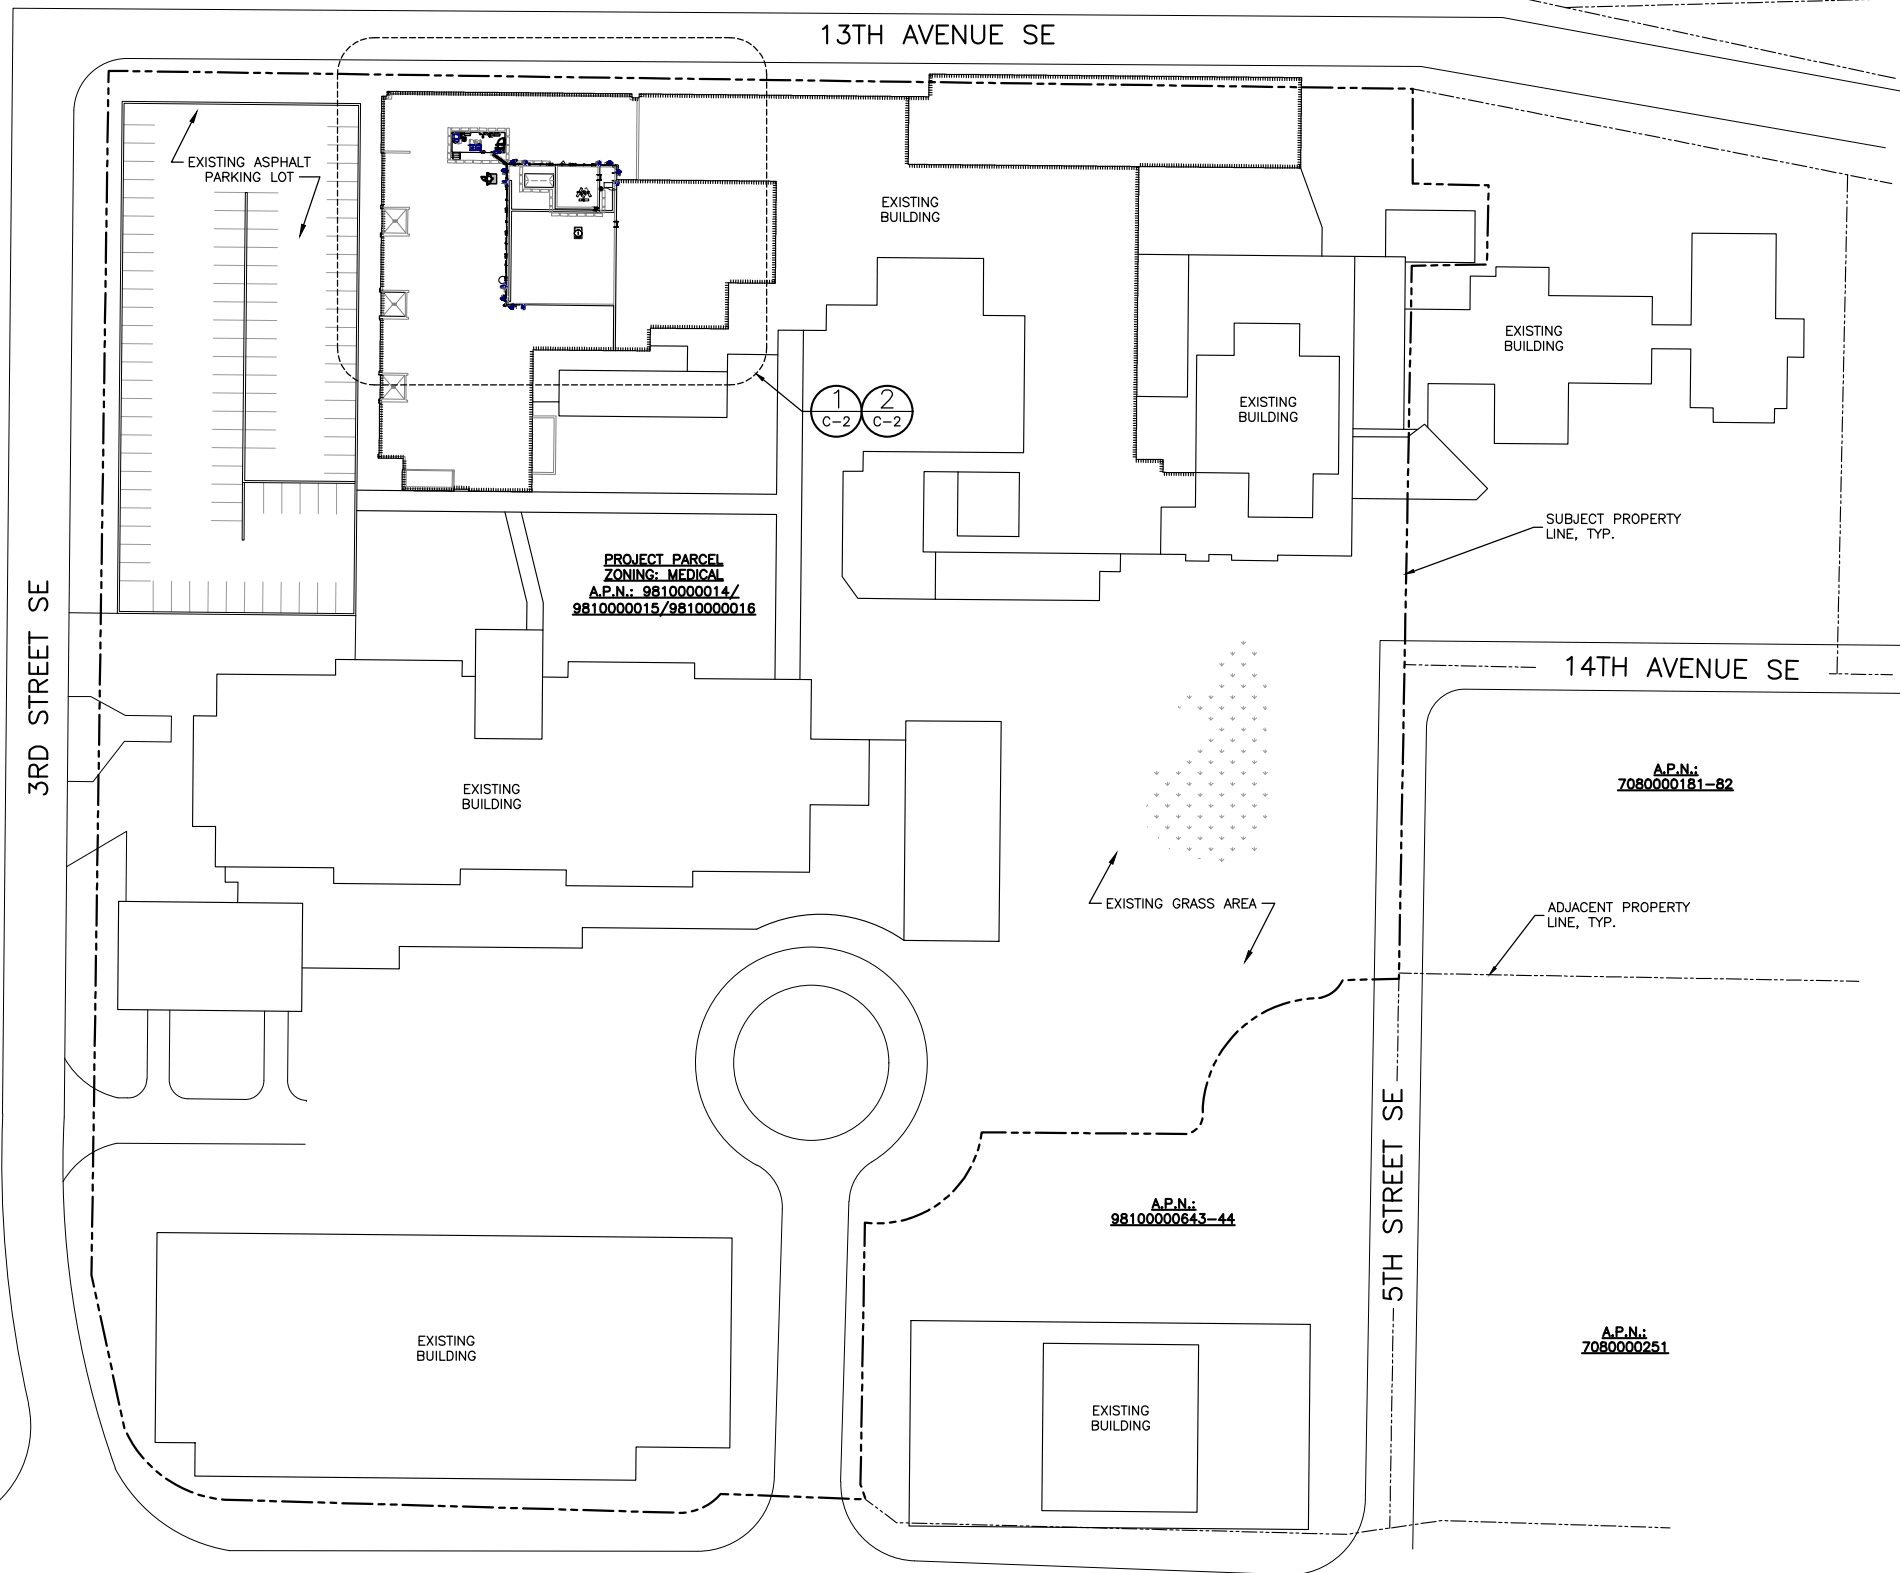 13TH AVENUE SE
EXISTING ASPHALT
PARKING LOT
EXISTING
BUILDING
EXISTING
BUILDING
EXISTING
BUILDING
1
C-2
2
C-2
SUBJECT PROPERTY
LINE, TYP.
PROJECT PARCEL
ZONING: MEDICAL
A.P.N.: 9810000014/
9810000015/9810000016
3RD STREET SE
14TH AVENUE SE
A.P.N.:
7080000181-82
EXISTING
BUILDING
EXISTING GRASS AREA
ADJACENT PROPERTY
LINE, TYP.
A.P.N.:
98100000643-44
5TH STREET SE
A.P.N.:
7080000251
EXISTING
BUILDING
EXISTING
BUILDING